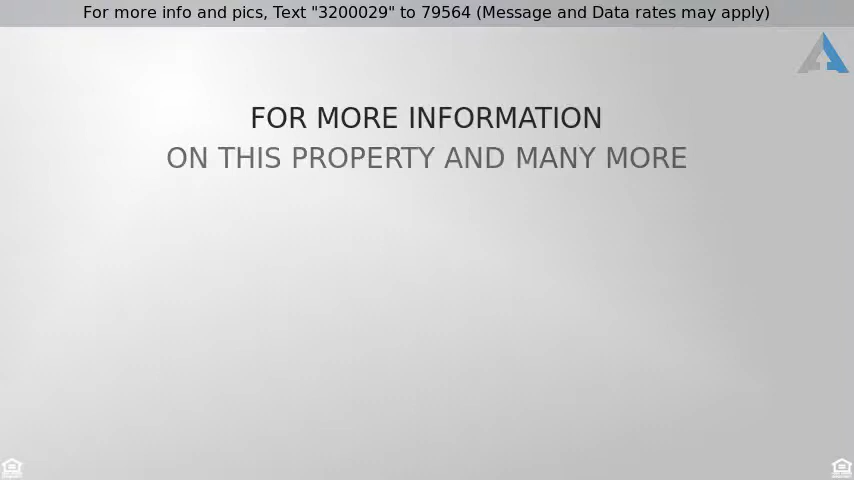 For more info and pics, Text "3200029" to 79564 (Message and Data rates may apply)
FOR MORE INFORMATION
ON THIS PROPERTY AND MANY MORE